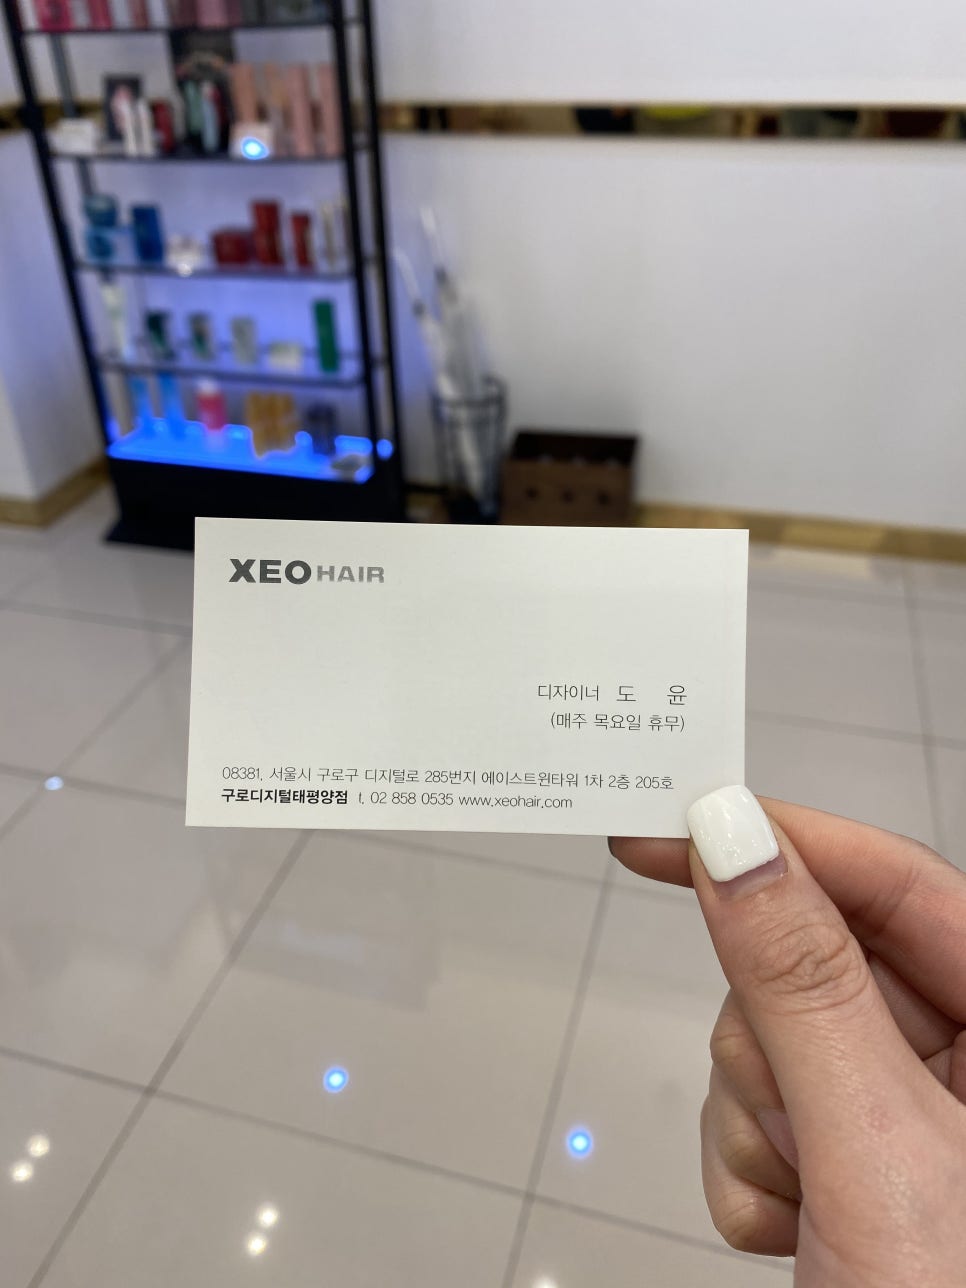 XEO HAIR
디자이너 도 윤
(매주 목요일 휴무)
08381, 서울시 구로구 디지털로 285번지 에이스트윈타워 1차 2층 205호
구로디지털태평양점 t. 02 858 0535 www.xeohair.com